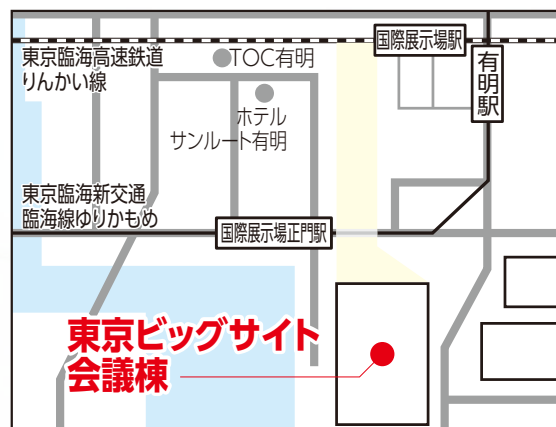 国際展示場駅
東京臨海高速鉄道
りんかい線
TOC有明
有明駅
ホテル
サンルート有明
東京臨海新交通
臨海線ゆりかもめ
国際展示場正門駅
東京ビッグサイト
会議棟